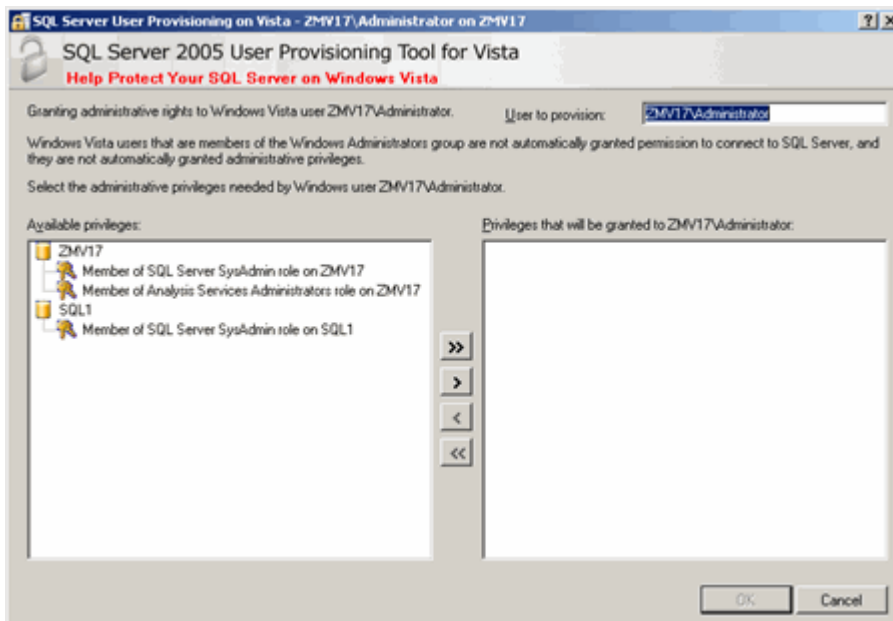 SQL Server User Provisioning on Vista - ZMV17\Administrator on ZMV17
SQL Server 2005 User Provisioning Tool for Vista
Help Protect Your SQL Server on Windows Vista
Granting administrative rights to Windows Vista user ZMV17\Administrator.
User to provision:
ZMV17\Administrator
Windows Vista users that are members of the Windows Administrators group are not automatically granted permission to connect to SQL Server, and
they are not automatically granted administrative privileges.
Select the administrative privileges needed by Windows user ZMV17\Administrator.
Available privileges:
ZMV17
Member of SQL Server SysAdmin role on ZMV17
Member of Analysis Services Administrators role on ZMV17
SQL1
Member of SQL Server SysAdmin role on SQL1
>>
>
<
<<
Privileges that will be granted to ZMV17\Administrator:
OK
Cancel